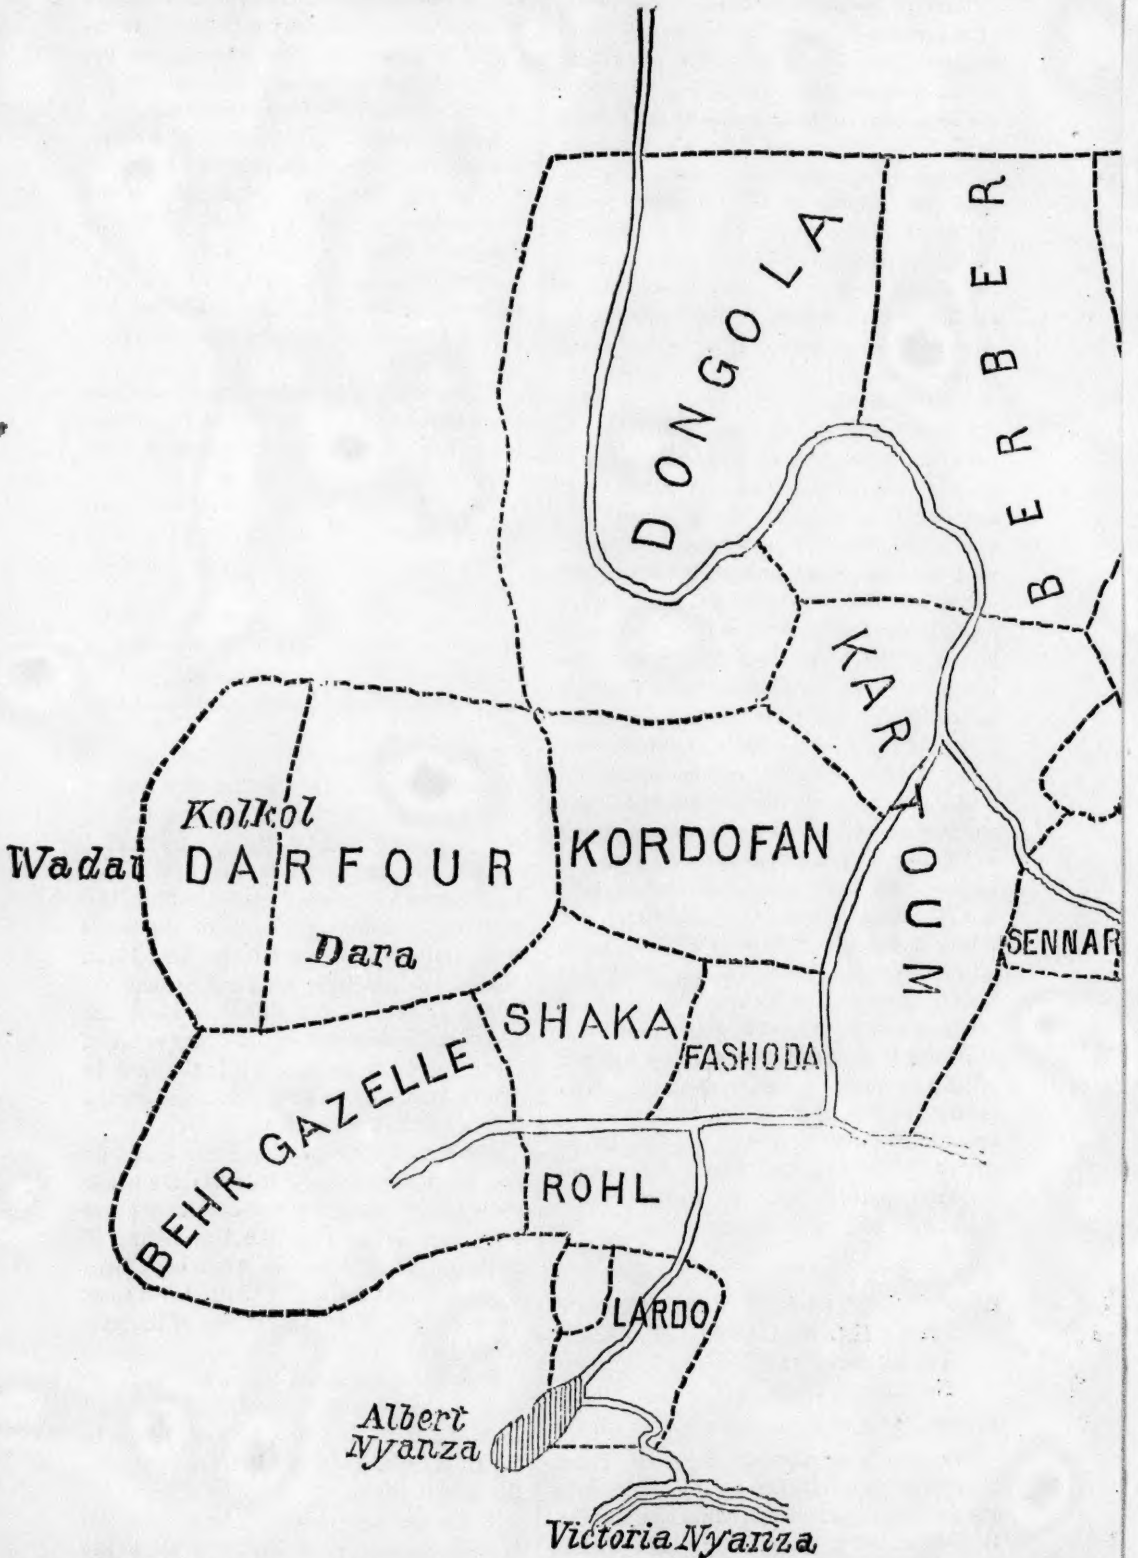 DONGOLA
BERBER
KARTOUM
Kolkol
Wadai
DARFOUR
KORDOFAN
Dara
SENNAR
SHAKA
FASHODA
BEHR GAZELLE
ROHL
LARDO
Albert
Nyanza
Victoria Nyanza